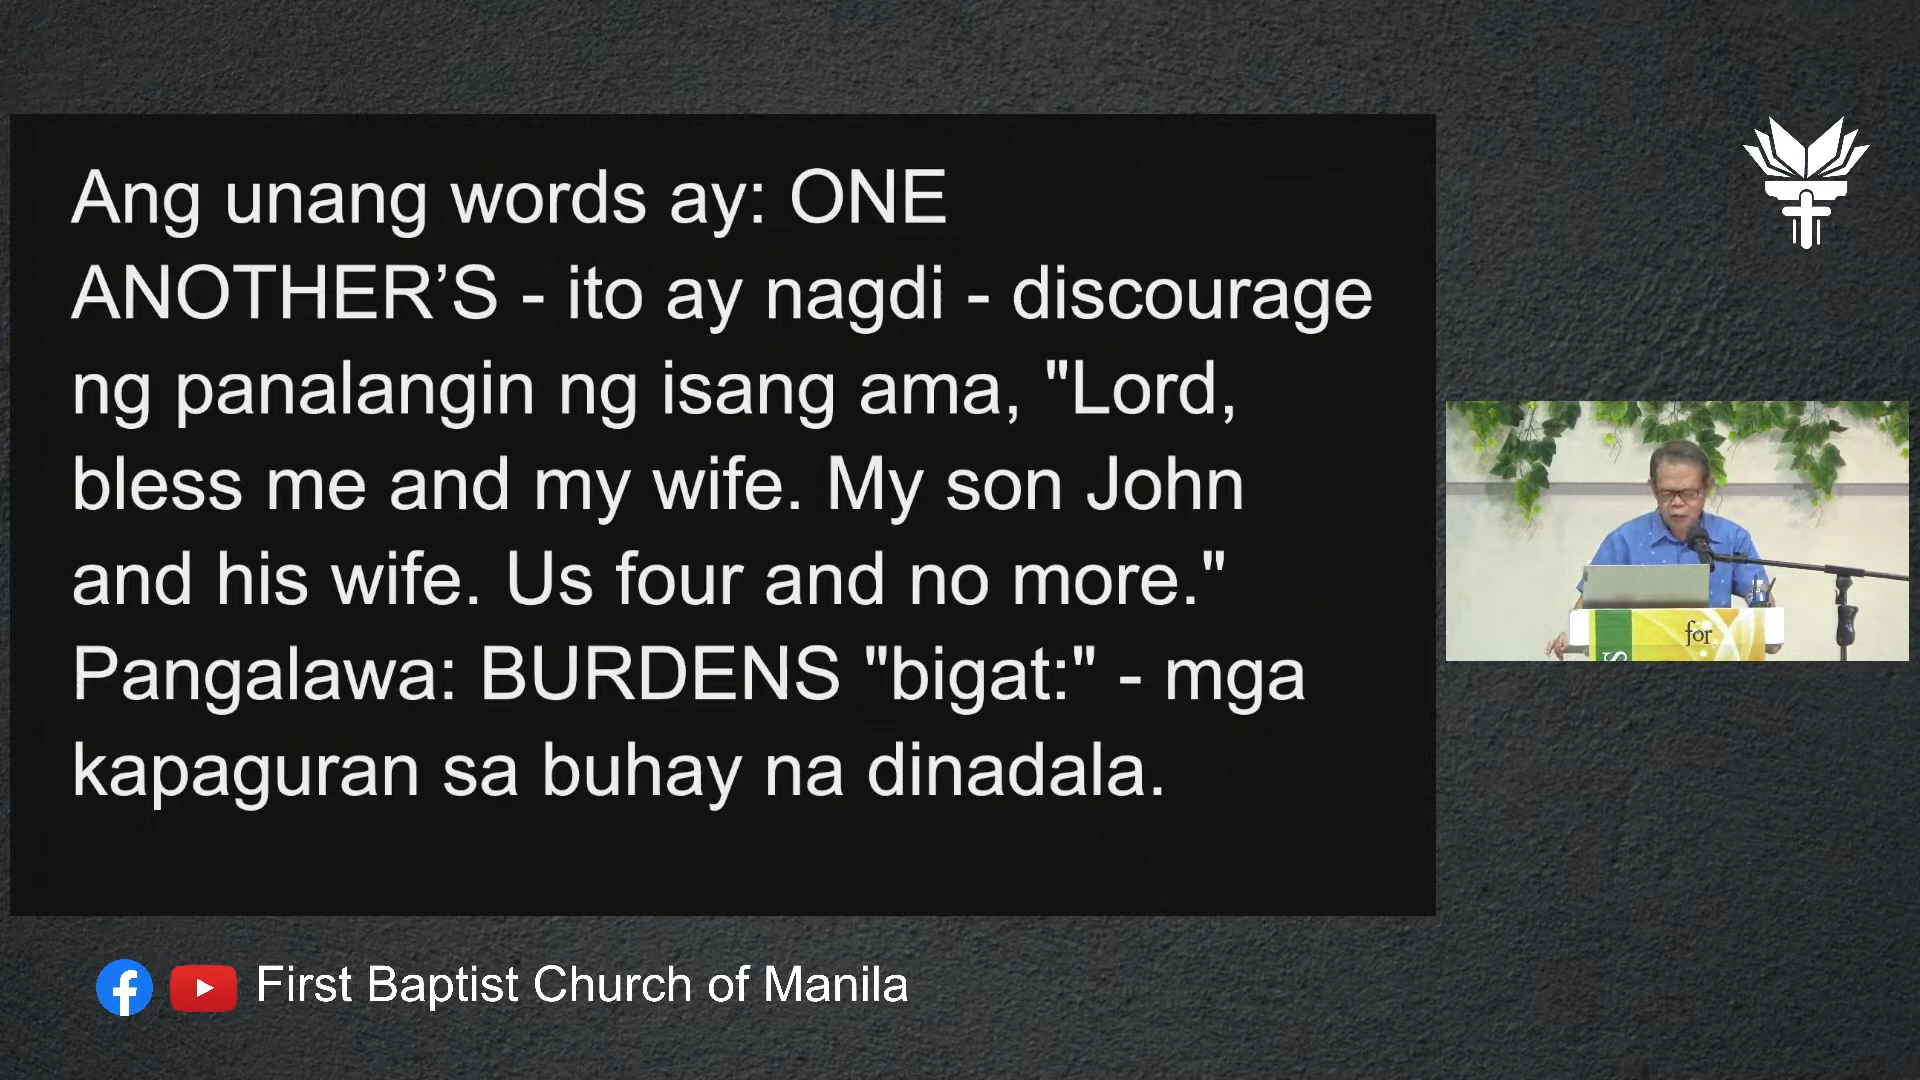 Ang unang words ay: ONE
ANOTHER’S - ito ay nagdi - discourage
ng panalangin ng isang ama, "Lord,
bless me and my wife. My son John
and his wife. Us four and no more."
Pangalawa: BURDENS "bigat:" - mga
kapaguran sa buhay na dinadala.
for
S
First Baptist Church of Manila